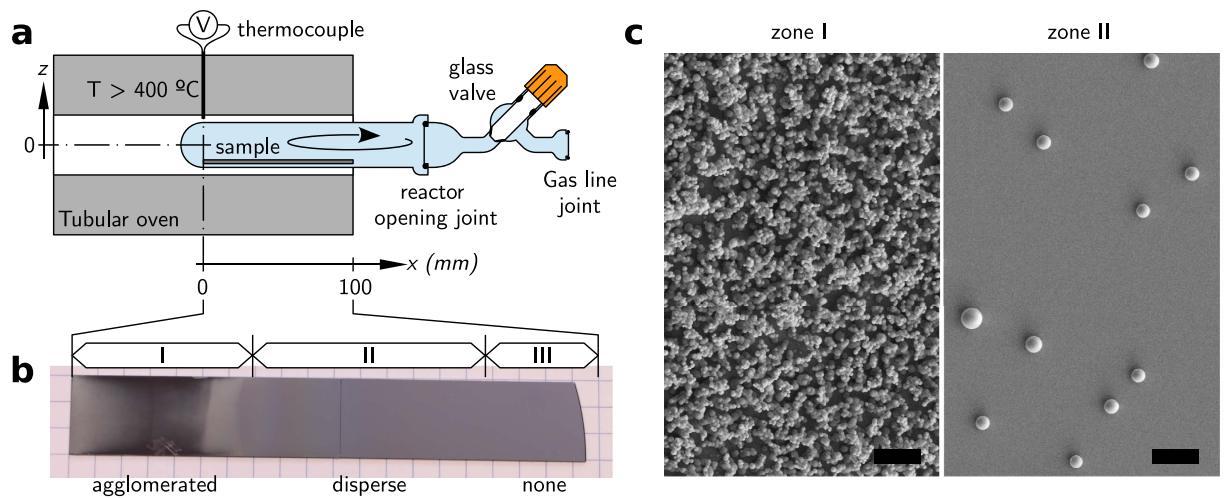 a
V
thermocouple
z
T > 400 ºC
glass
valve
0
sample
Gas line
joint
reactor
opening joint
Tubular oven
x (mm)
0
100
I
II
III
b
agglomerated
disperse
none
c
zone I
zone II